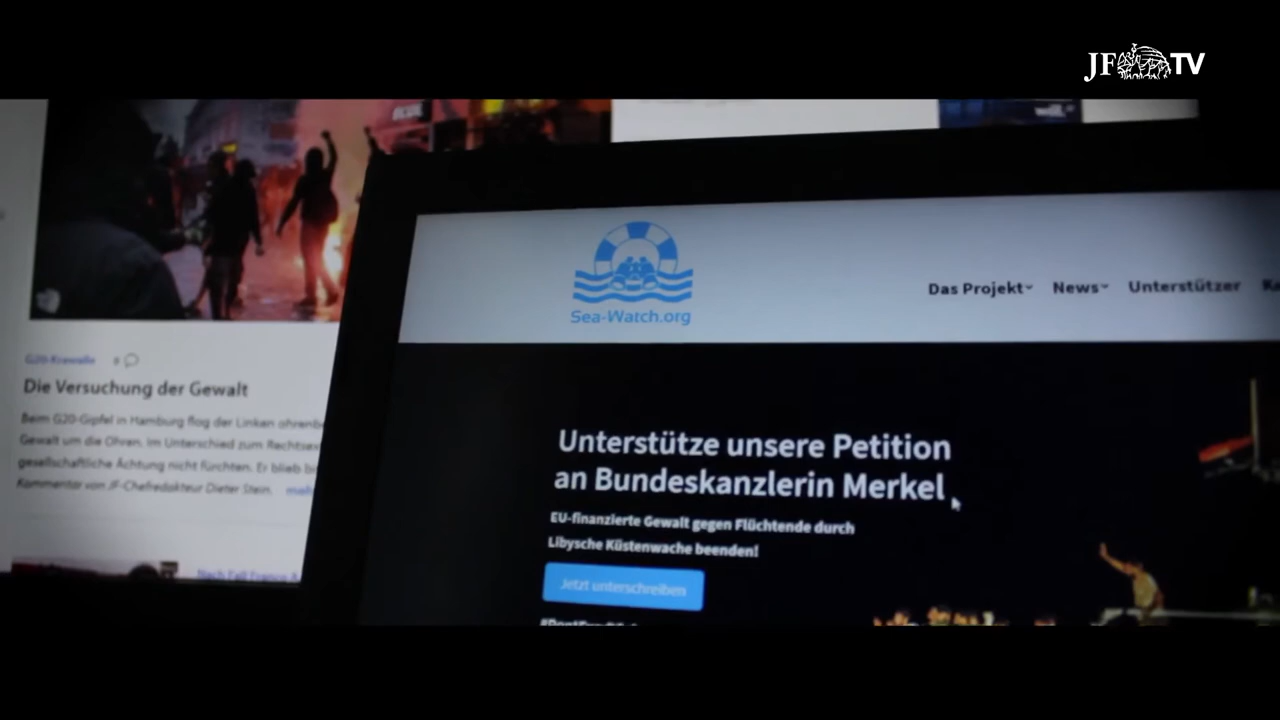 JF TV
Sea-Watch.org
Das Projekt News Unterstützer
G20-Krawalle
Die Versuchung der Gewalt
Beim G20-Gipfel in Hamburg flog der Linken
Gewalt um die Ohren. Im Unterschied zum
gesellschaftliche Ächtung nicht fürchten. Er blieb
Kommentar von JF-Chefredakteur Dieter Stein.
Unterstütze unsere Petition
an Bundeskanzlerin Merkel
EU-finanzierte Gewalt gegen Flüchtende durch
Libysche Küstenwache beenden!
Jetzt unterschreiben
Nach Fall Franco A.